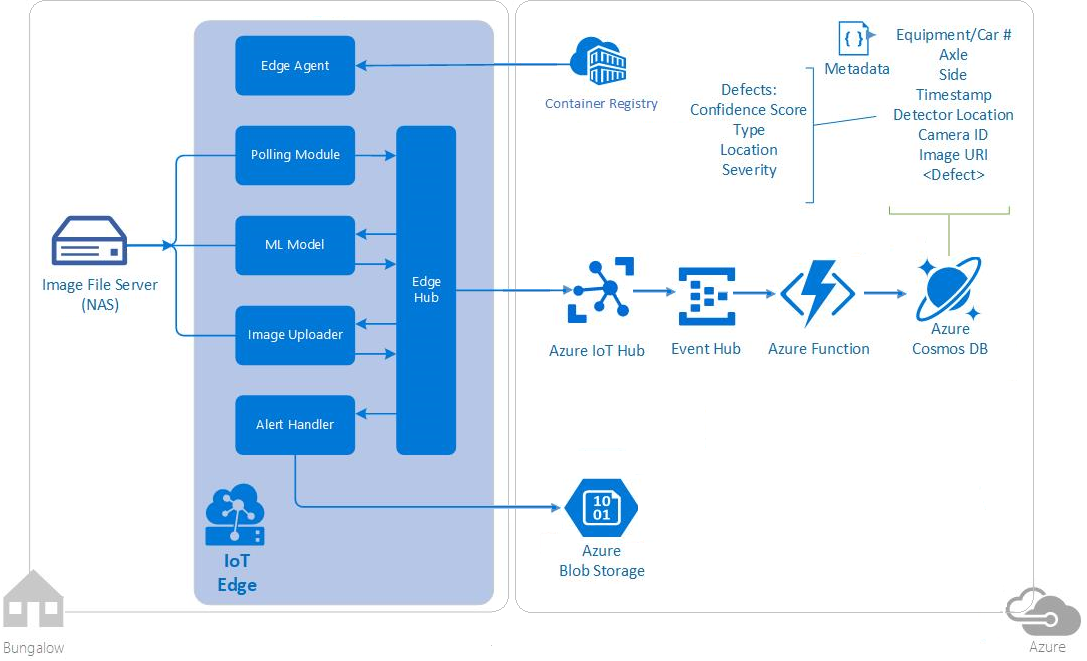 Edge Agent
Container Registry
{ }
Metadata
Equipment/Car #
Axle
Side
Timestamp
Detector Location
Camera ID
Image URI
<Defect>
Defects:
Confidence Score
Type
Location
Severity
Polling Module
ML Model
Image Uploader
Alert Handler
Edge
Hub
Image File Server
(NAS)
Azure IoT Hub
Event Hub
Azure Function
Azure
Cosmos DB
10
01
Azure
Blob Storage
IoT
Edge
Bungalow
Azure